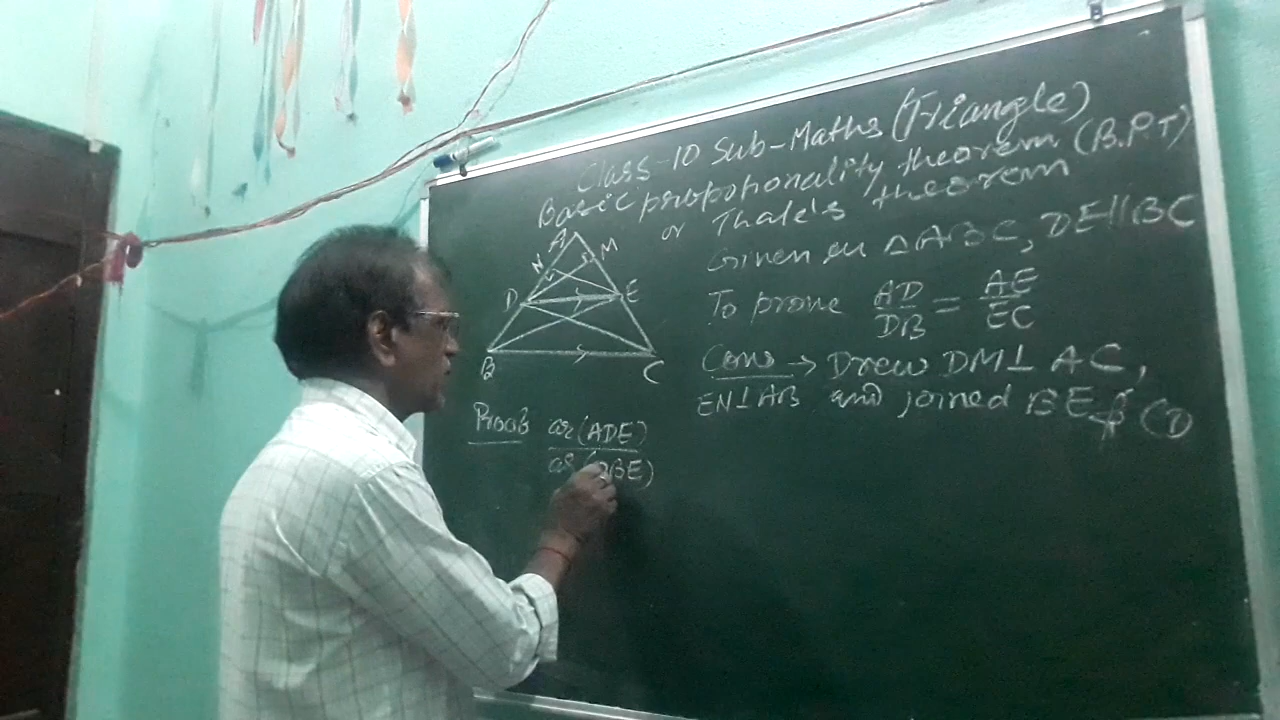 Class-10 Sub-Maths (Triangle)
Basic proportionality theorem (B.P.T)
or Thale's theorem
Given in △ABC, DE||BC
To prove AD/DB = AE/EC
Cons → Drew DM⊥AC,
EN⊥AB and joined BE & CD
A
M
N
D
E
B
C
Proof ar(ADE)
ar(DBE)